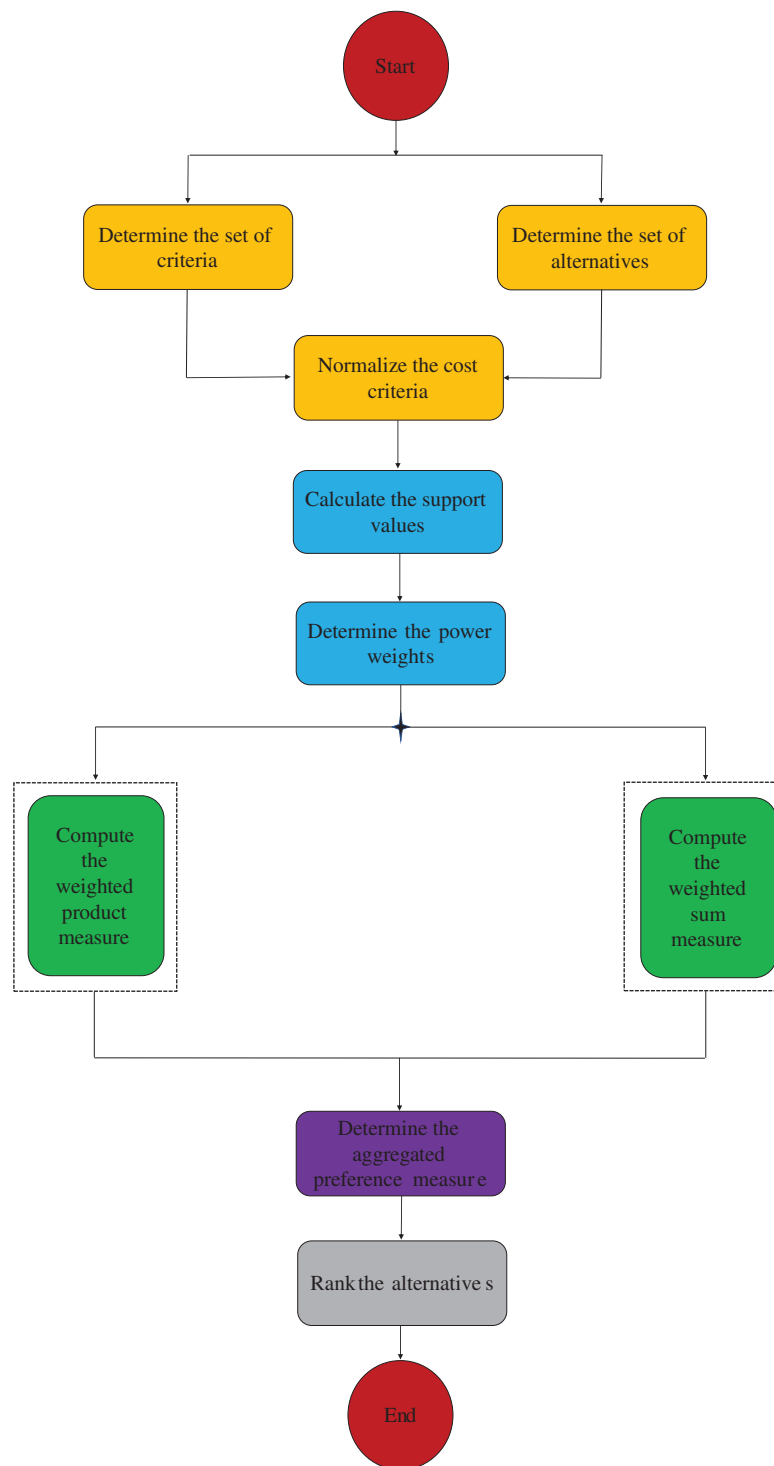 Start
Determine the set of
criteria
Determine the set of
alternatives
Normalize the cost
criteria
Calculate the support
values
Determine the power
weights
Compute
the
weighted
product
measure
Compute
the
weighted
sum
measure
Determine the
aggregated
preference measure
Rank the alternatives
End